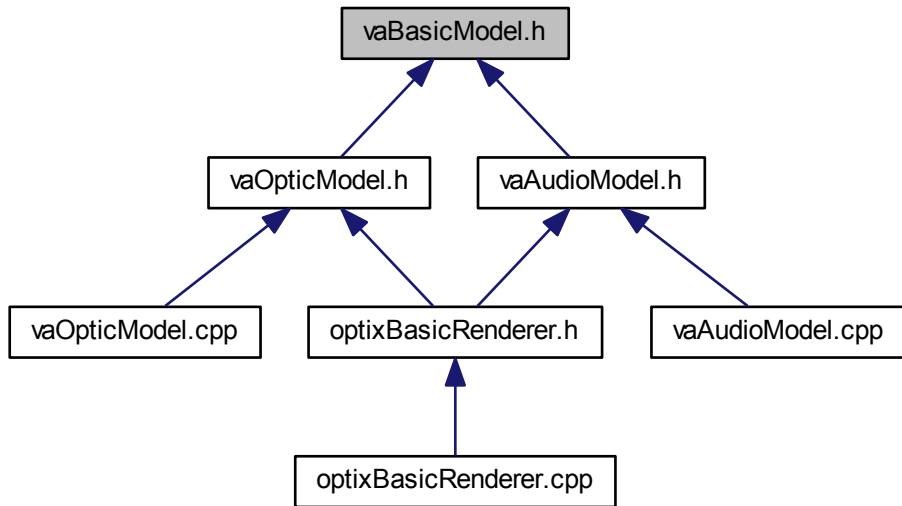 vaBasicModel.h
vaOpticModel.h
vaAudioModel.h
vaOpticModel.cpp
optixBasicRenderer.h
vaAudioModel.cpp
optixBasicRenderer.cpp